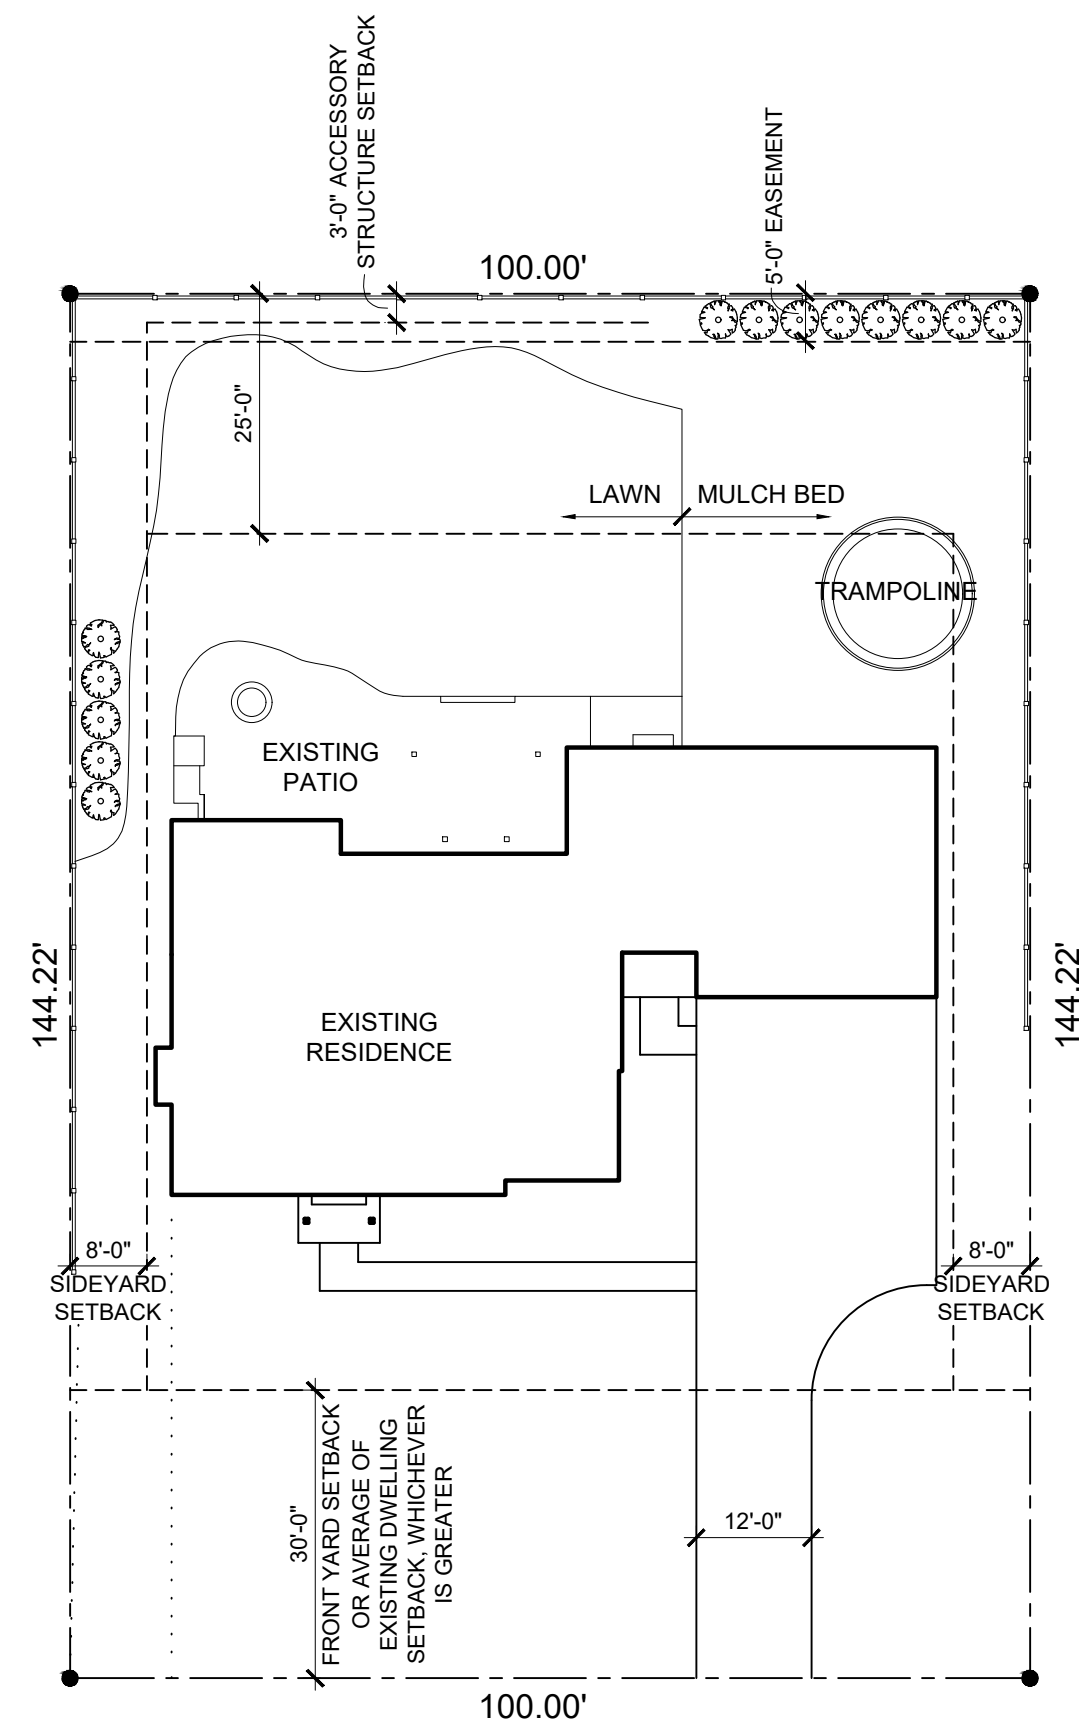 3'-0" ACCESSORY
STRUCTURE SETBACK
5'-0" EASEMENT
100.00'
25'-0"
LAWN
MULCH BED
TRAMPOLINE
EXISTING
PATIO
144.22'
144.22'
EXISTING
RESIDENCE
8'-0"
SIDEYARD
SETBACK
8'-0"
SIDEYARD
SETBACK
30'-0"
FRONT YARD SETBACK
OR AVERAGE OF
EXISTING DWELLING
SETBACK, WHICHEVER
IS GREATER
12'-0"
100.00'